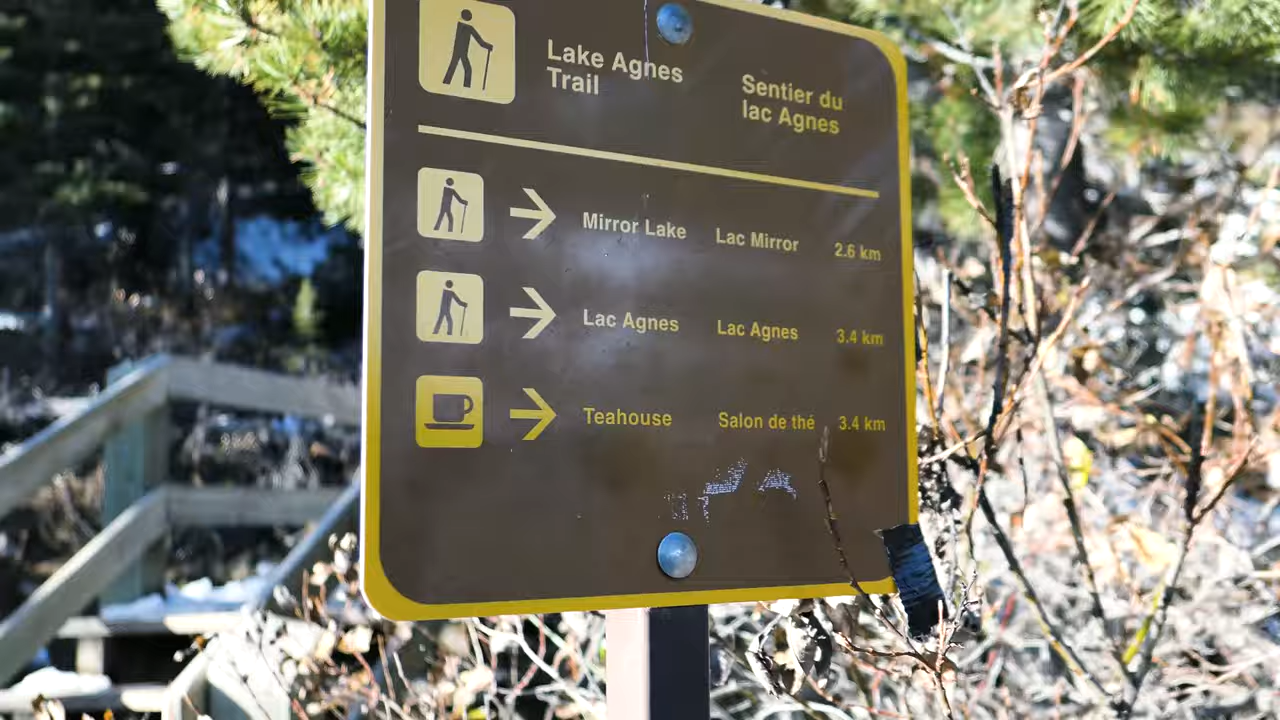 Lake Agnes
Trail
Sentier du
lac Agnes
Mirror Lake Lac Mirror 2.6 km
Lac Agnes Lac Agnes 3.4 km
Teahouse Salon de thé 3.4 km